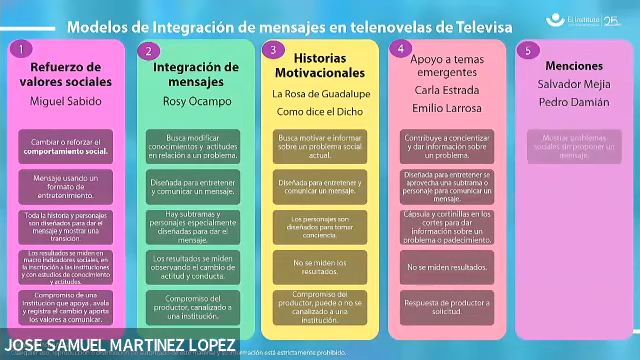 Modelos de Integración de mensajes en telenovelas de Televisa
El Instituto
25
1
Refuerzo de
valores sociales
Miguel Sabido
Cambiar o reforzar el
comportamiento social.
Mensaje usando un
formato de
entretenimiento.
Toda la historia y personajes
son diseñados para dar el
mensaje y mostrar una
transición.
Los resultados se miden en
macro indicadores sociales, en
la inscripción a las instituciones
y con estudios de conocimiento
y actitudes.
Compromiso de una
institucion que apoya , avala
y registra el cambio y aporta
los valores a comunicar.
2
Integración de
mensajes
Rosy Ocampo
Busca modificar
conocimientos y actitudes
en relación a un problema.
Diseñada para entretener
y comunicar un mensaje.
Hay subtramas y
personajes especialmente
diseñadas para dar el
mensaje.
Los resultados se miden
observando el cambio de
actitud y conducta.
Compromiso del
productor, canalizado a
una institución.
3
Historias
Motivacionales
La Rosa de Guadalupe
Como dice el Dicho
Busca motivar e informar
sobre un problema social
actual.
Diseñada para entretener y
comunicar un mensaje.
Los personajes son
diseñados para tomar
conciencia.
No se miden los
resultados.
Compromiso del
productor, puede o no se
canalizado a una
institución.
4
Apoyo a temas
emergentes
Carla Estrada
Emilio Larrosa
Contribuye a concientizar
y dar información sobre
un problema.
Diseñada para entretener se
aprovecha una subtrama o
personaje para comunicar un
mensaje.
Cápsula y cortinillas en los
cortes para dar
información sobre un
problema o padecimiento.
No se miden resultados.
Respuesta de productor
a solicitud.
5
Menciones
Salvador Mejia
Pedro Damián
Mostrar problemas
sociales sin proponer un
mensaje.
JOSE SAMUEL MARTINEZ LOPEZ
información está estrictamente prohibido.